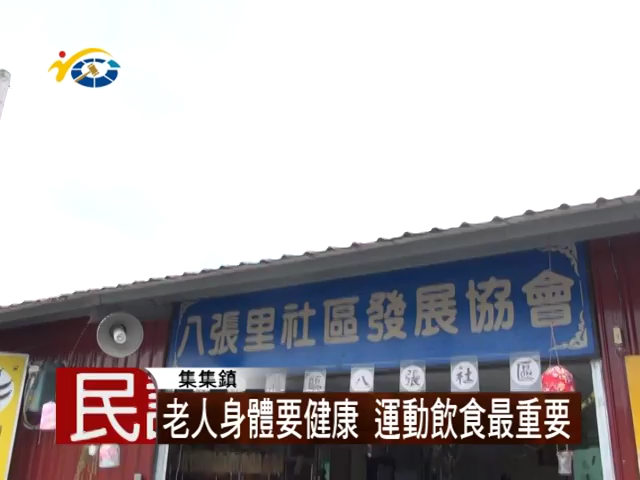 八張里社區發展協會
臨八張社區
集集鎮
民
老人身體要健康 運動飲食最重要